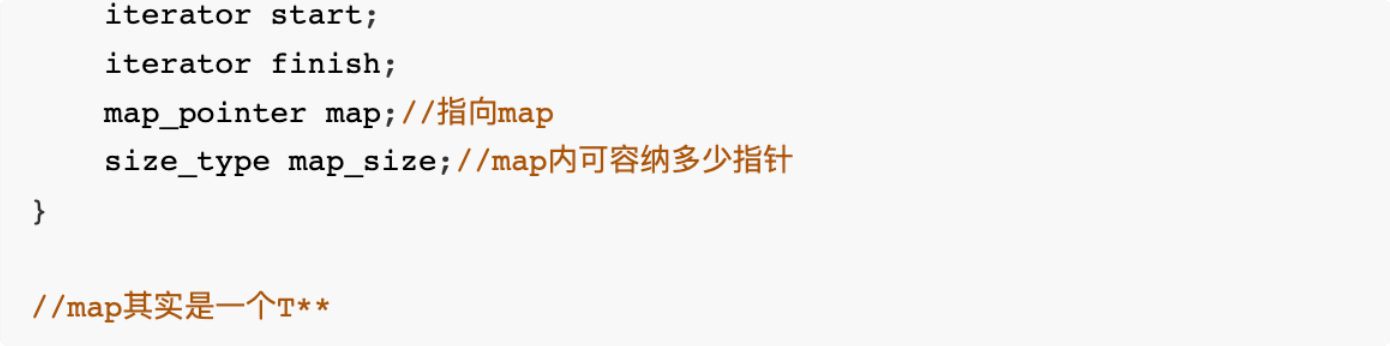 iterator start;
iterator finish;
map_pointer map;//指向map
size_type map_size;//map内可容纳多少指针
}
//map其实是一个T**